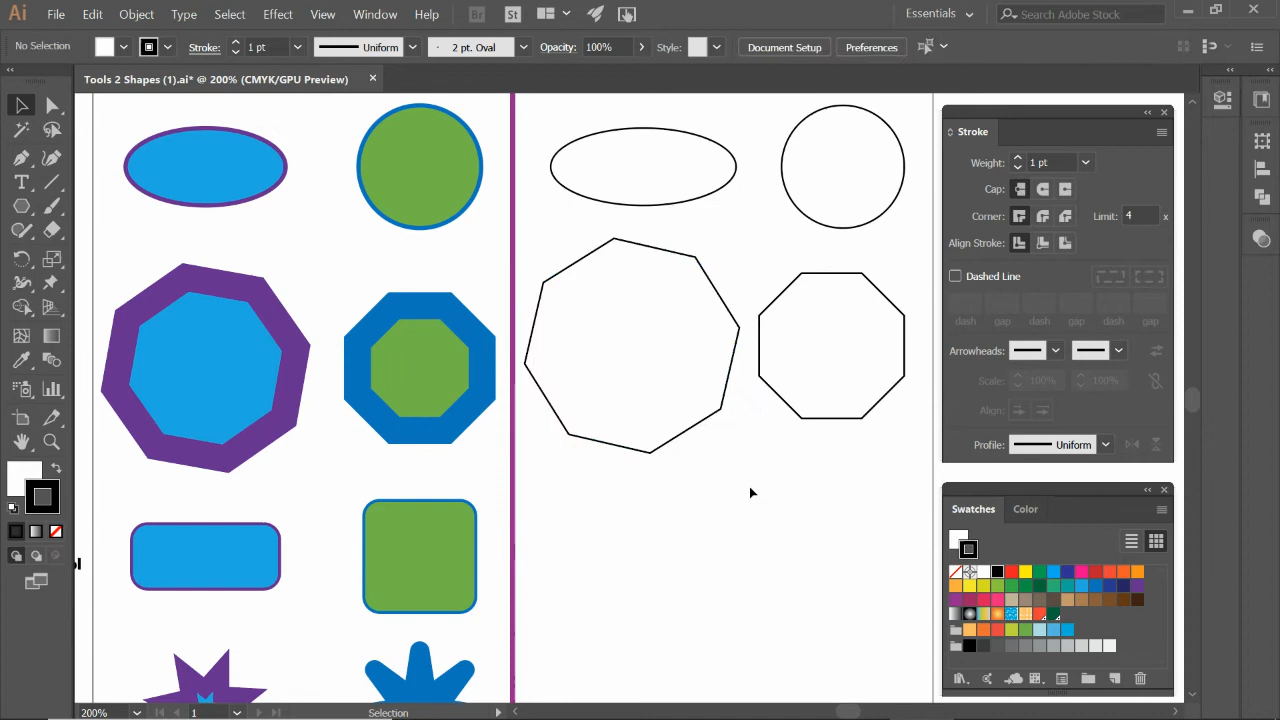 Ai File Edit Object Type Select Effect View Window Help Br St Essentials Search Adobe Stock
No Selection Stroke: 1 pt Uniform 2 pt. Oval Opacity: 100% Style: Document Setup Preferences
Tools 2 Shapes (1).ai* @ 200% (CMYK/GPU Preview)
Stroke
Weight: 1 pt
Cap:
Corner: Limit: 4 x
Align Stroke:
Dashed Line
dash gap dash gap dash gap
Arrowheads:
Scale: 100% 100%
Align:
Profile: Uniform
Swatches Color
200% 1 Selection